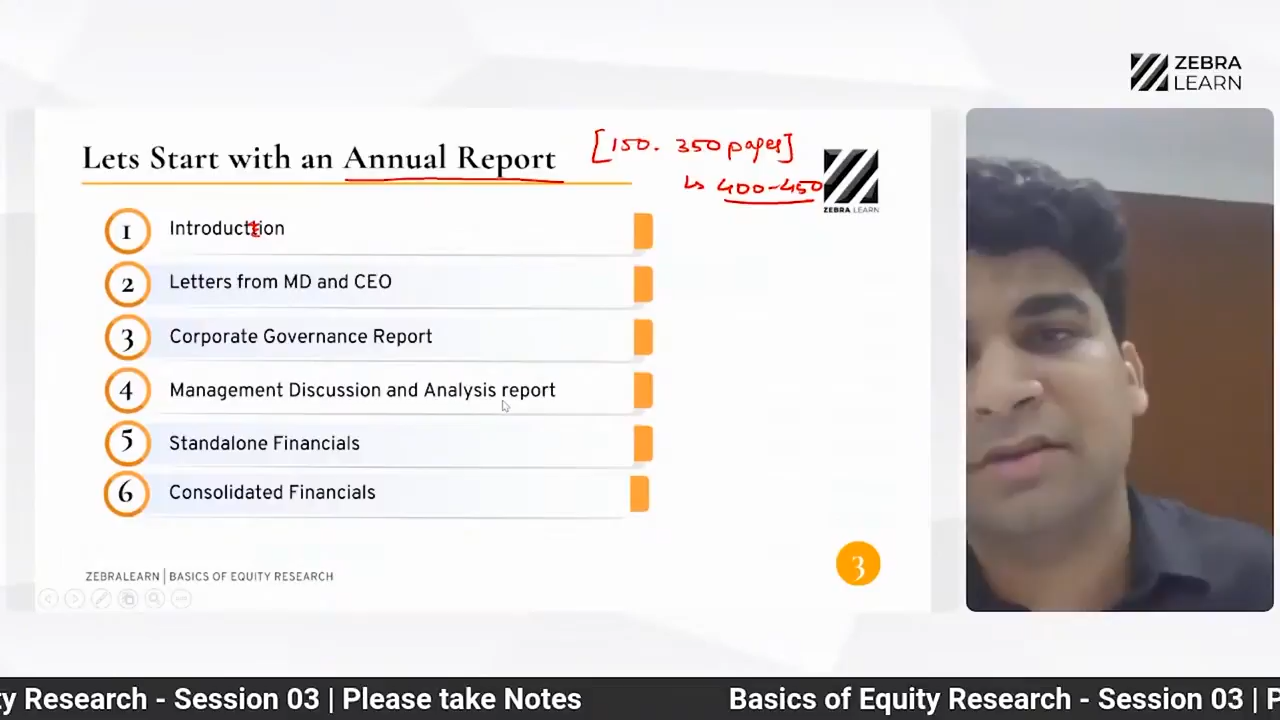 ZEBRA
LEARN
Lets Start with an Annual Report
[150. 350 pages]
↳ 400-450
ZEBRA LEARN
1 Introduction
2 Letters from MD and CEO
3 Corporate Governance Report
4 Management Discussion and Analysis report
5 Standalone Financials
6 Consolidated Financials
ZEBRALEARN | BASICS OF EQUITY RESEARCH
3
ty Research - Session 03 | Please take Notes
Basics of Equity Research - Session 03 | P